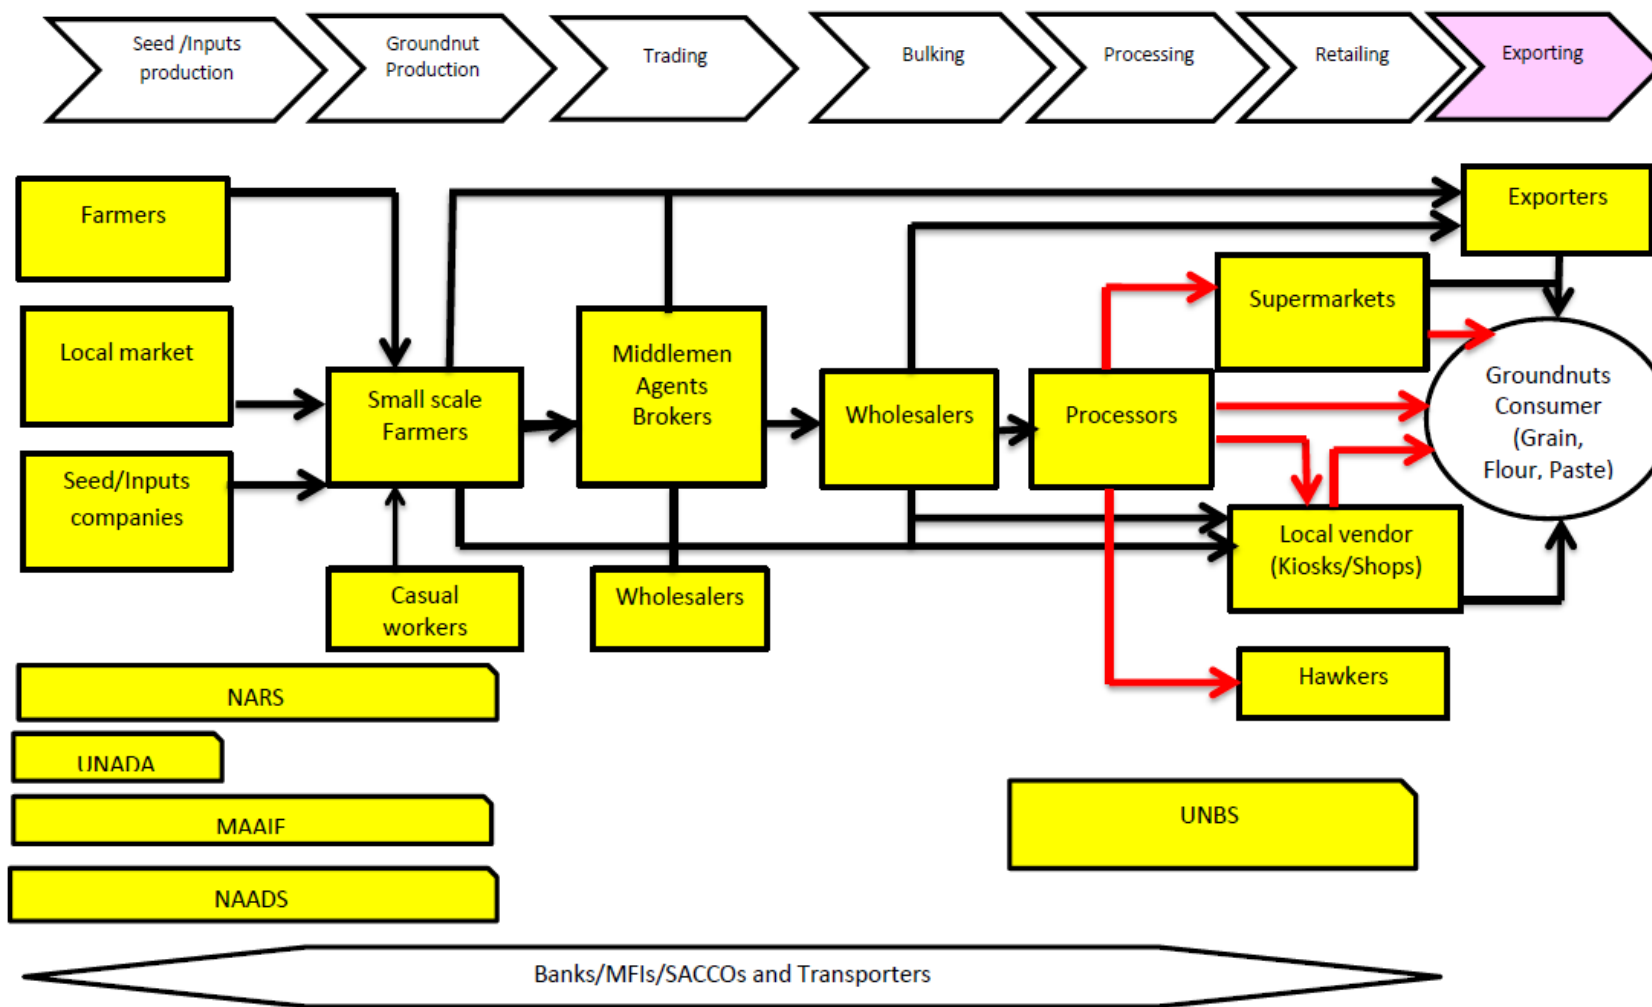 Seed /Inputs
production
Groundnut
Production
Trading
Bulking
Processing
Retailing
Exporting
Farmers
Exporters
Supermarkets
Local market
Middlemen
Agents
Brokers
Small scale
Farmers
Wholesalers
Processors
Groundnuts
Consumer
(Grain,
Flour, Paste)
Seed/Inputs
companies
Local vendor
(Kiosks/Shops)
Casual
workers
Wholesalers
Hawkers
NARS
UNADA
MAAIF
UNBS
NAADS
Banks/MFIs/SACCOs and Transporters